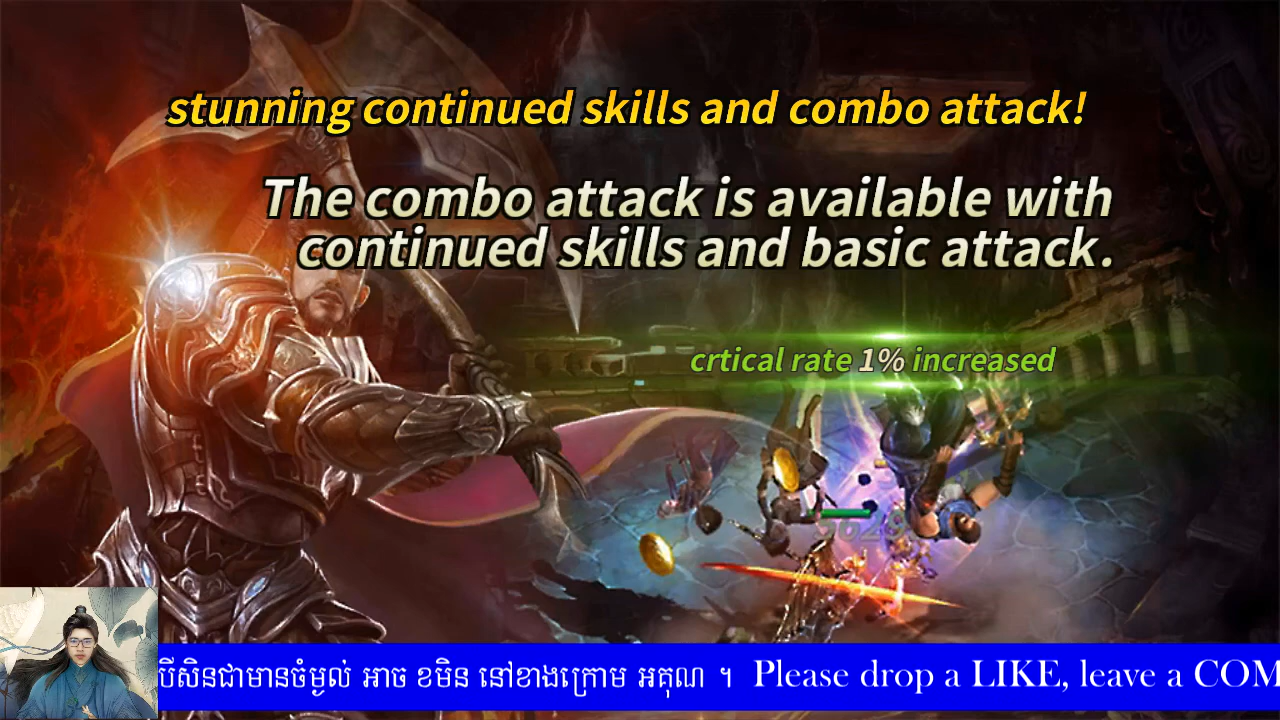 stunning continued skills and combo attack!
The combo attack is available with
continued skills and basic attack.
crtical rate 1% increased
5629
បើសិនជាមានចំម្ងល់ អាច ខមិន នៅខាងក្រោម អគុណ ។ Please drop a LIKE, leave a COM